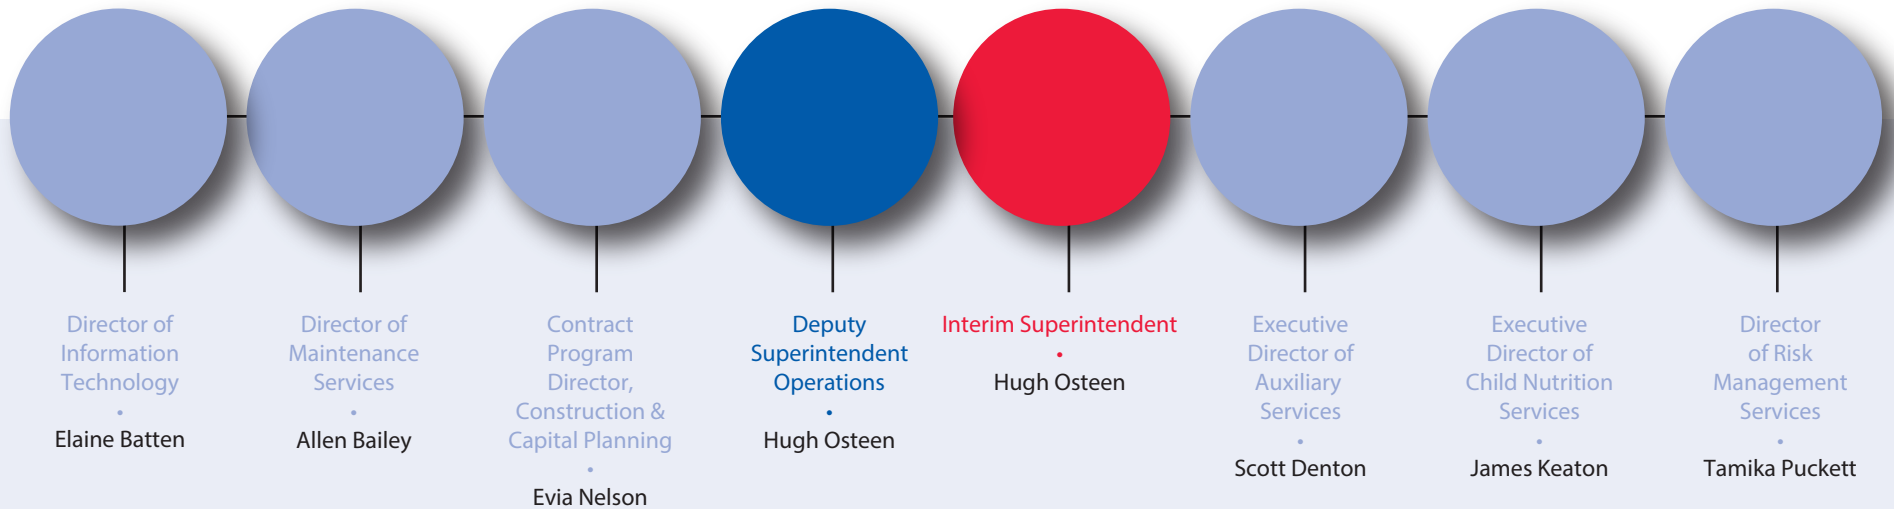 Director of
Information
Technology
•
Elaine Batten
Director of
Maintenance
Services
•
Allen Bailey
Contract
Program
Director,
Construction &
Capital Planning
•
Evia Nelson
Deputy
Superintendent
Operations
•
Hugh Osteen
Interim Superintendent
•
Hugh Osteen
Executive
Director of
Auxiliary
Services
•
Scott Denton
Executive
Director of
Child Nutrition
Services
•
James Keaton
Director
of Risk
Management
Services
•
Tamika Puckett